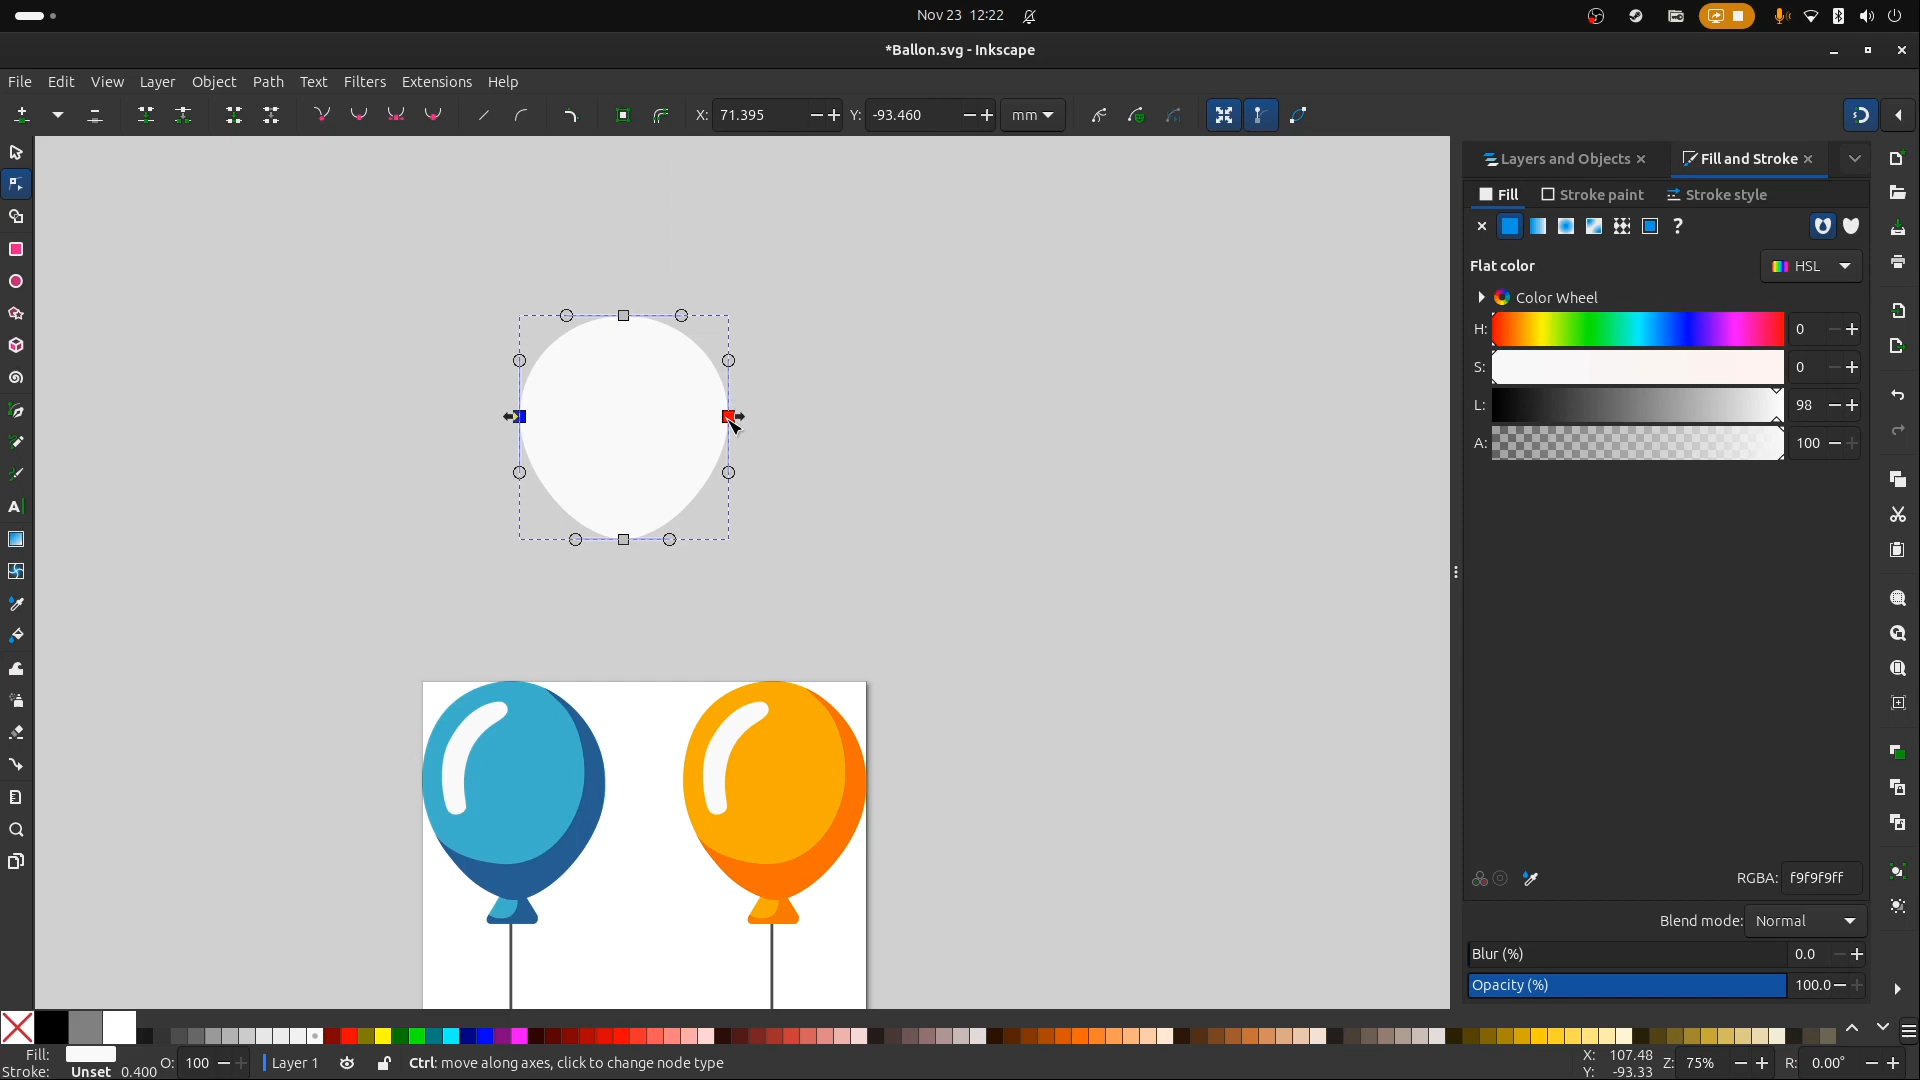 Nov 23 12:22
*Ballon.svg - Inkscape
File Edit View Layer Object Path Text Filters Extensions Help
X: 71.395 Y: -93.460 mm
Layers and Objects Fill and Stroke
Fill Stroke paint Stroke style
?
Flat color HSL
Color Wheel
H: 0
S: 0
L: 98
A: 100
RGBA: f9f9f9ff
Blend mode: Normal
Blur (%) 0.0
Opacity (%) 100.0
Fill:
Stroke: Unset 0.400
O: 100
Layer 1
Ctrl: move along axes, click to change node type
X: 107.48
Y: -93.33
Z: 75%
R: 0.00°